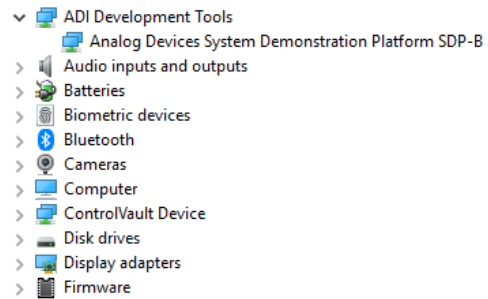 ADI Development Tools
Analog Devices System Demonstration Platform SDP-B
Audio inputs and outputs
Batteries
Biometric devices
Bluetooth
Cameras
Computer
ControlVault Device
Disk drives
Display adapters
Firmware